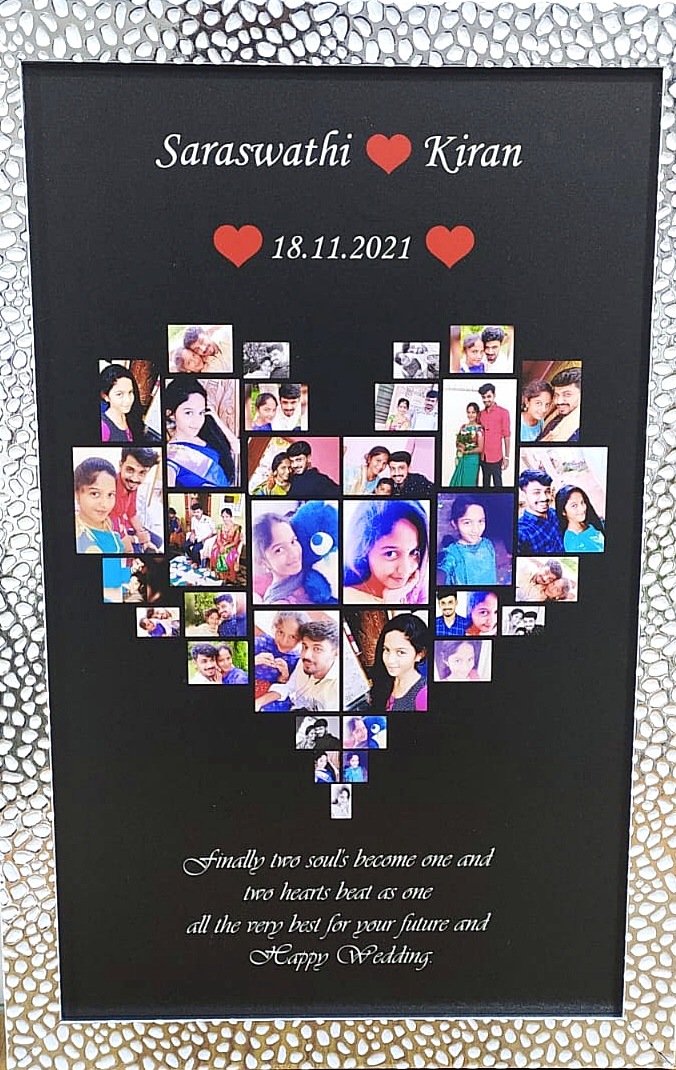 Saraswathi Kiran
18.11.2021
Finally two soul's become one and
two hearts beat as one
all the very best for your future and
Happy Wedding.